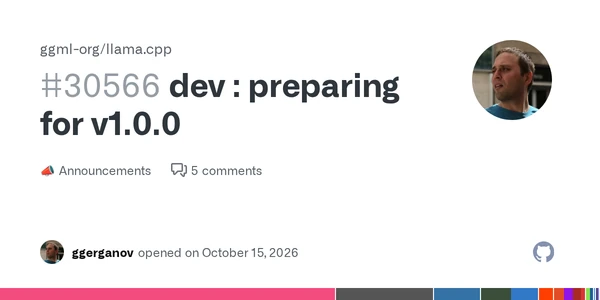 ggml-org/llama.cpp
#30566 dev : preparing
for v1.0.0
📣 Announcements 5 comments
ggerganov opened on October 15, 2026